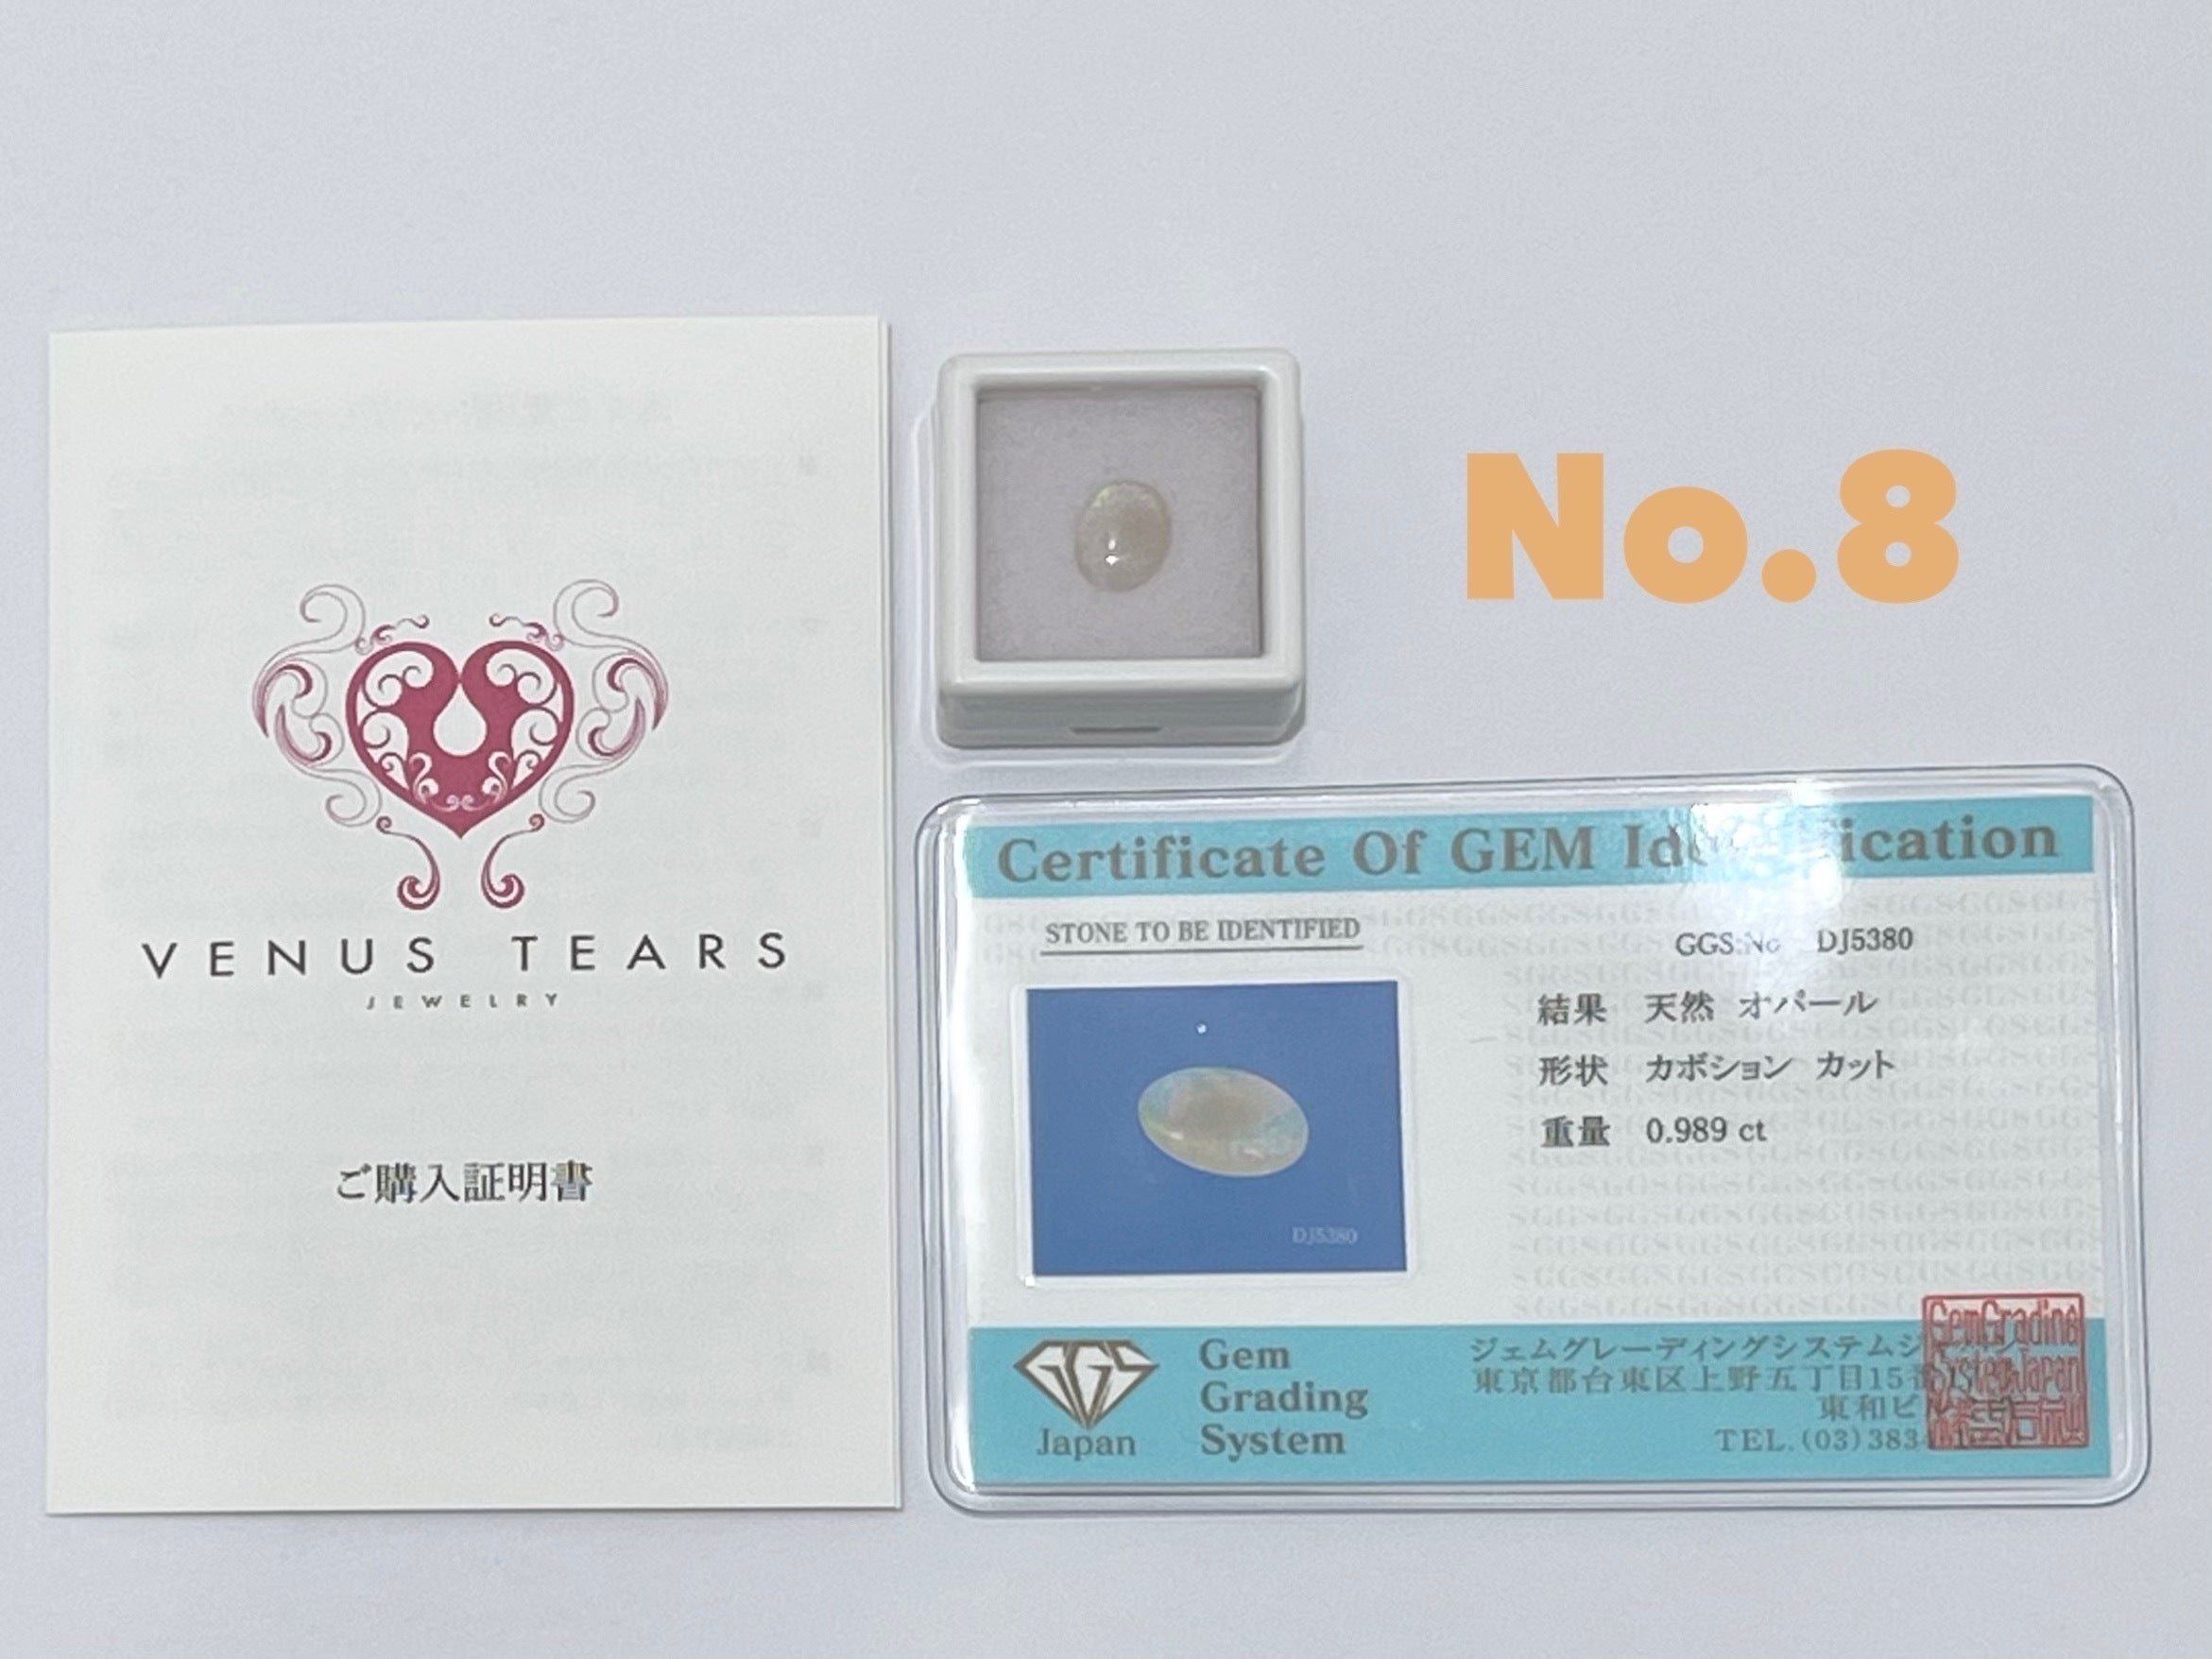 VENUS TEARS
JEWELRY
ご購入証明書
No.8
Certificate Of GEM
STONE TO BE IDENTIFIED
GGS:No DJ5380
結果 天然 オパール
形状 カボション カット
重量 0.989 ct
DJ5380
GGS
Japan
Gem
Grading
System
ジェムグレーディングシステム
東京都台東区上野五丁目15番
東和ビル
TEL.(03)383
GemGrading
SystemJapan